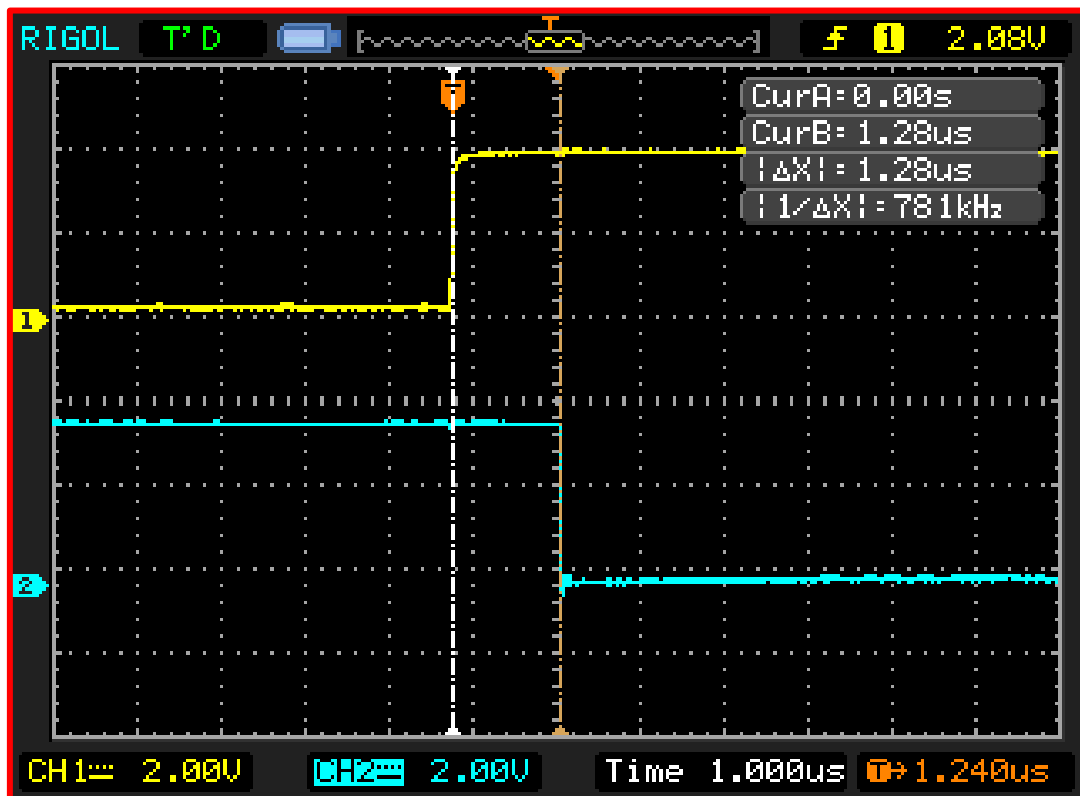 RIGOL T'D T 1 2.08V
T
CurA=0.00s
CurB=1.28us
|ΔX|=1.28us
|1/ΔX|=781kHz
1
2
CH1 2.00V CH2 2.00V Time 1.000us T→1.240us